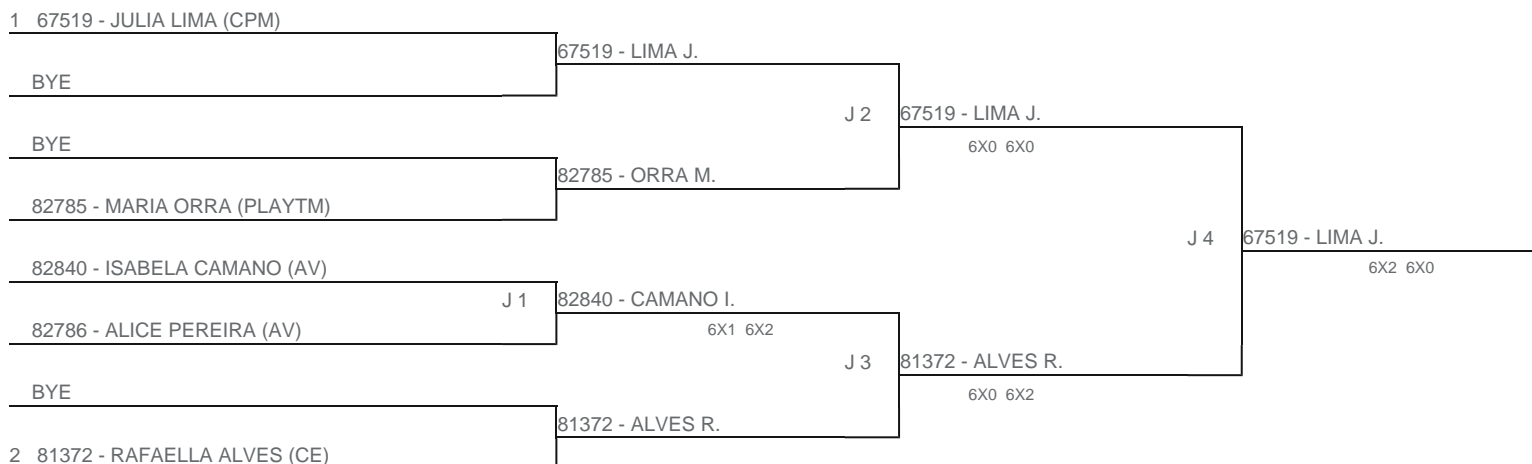 1 67519 - JULIA LIMA (CPM)
67519 - LIMA J.
BYE
J 2
67519 - LIMA J.
6X0 6X0
BYE
82785 - ORRA M.
82785 - MARIA ORRA (PLAYTM)
J 4
67519 - LIMA J.
6X2 6X0
82840 - ISABELA CAMANO (AV)
J 1
82840 - CAMANO I.
6X1 6X2
82786 - ALICE PEREIRA (AV)
J 3
81372 - ALVES R.
6X0 6X2
BYE
81372 - ALVES R.
2 81372 - RAFAELLA ALVES (CE)